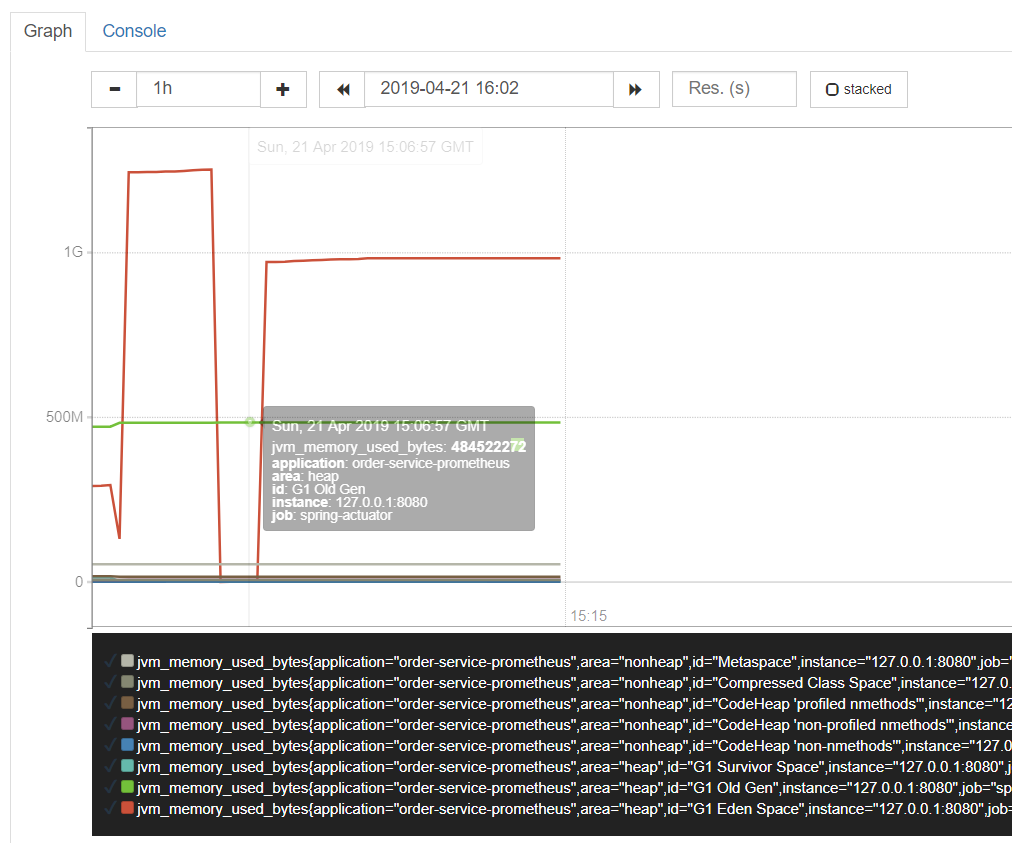 Graph Console
1h 2019-04-21 16:02 Res. (s) stacked
Sun, 21 Apr 2019 15:06:57 GMT
1G
500M
Sun, 21 Apr 2019 15:06:57 GMT
jvm_memory_used_bytes: 484522272
application: order-service-prometheus
area: heap
id: G1 Old Gen
instance: 127.0.0.1:8080
job: spring-actuator
0
15:15
jvm_memory_used_bytes{application="order-service-prometheus",area="nonheap",id="Metaspace",instance="127.0.0.1:8080",job="
jvm_memory_used_bytes{application="order-service-prometheus",area="nonheap",id="Compressed Class Space",instance="127.0.
jvm_memory_used_bytes{application="order-service-prometheus",area="nonheap",id="CodeHeap 'profiled nmethods'",instance="12
jvm_memory_used_bytes{application="order-service-prometheus",area="nonheap",id="CodeHeap 'non-profiled nmethods'",instance
jvm_memory_used_bytes{application="order-service-prometheus",area="nonheap",id="CodeHeap 'non-nmethods'",instance="127.0
jvm_memory_used_bytes{application="order-service-prometheus",area="heap",id="G1 Survivor Space",instance="127.0.0.1:8080",j
jvm_memory_used_bytes{application="order-service-prometheus",area="heap",id="G1 Old Gen",instance="127.0.0.1:8080",job="sp
jvm_memory_used_bytes{application="order-service-prometheus",area="heap",id="G1 Eden Space",instance="127.0.0.1:8080",job=